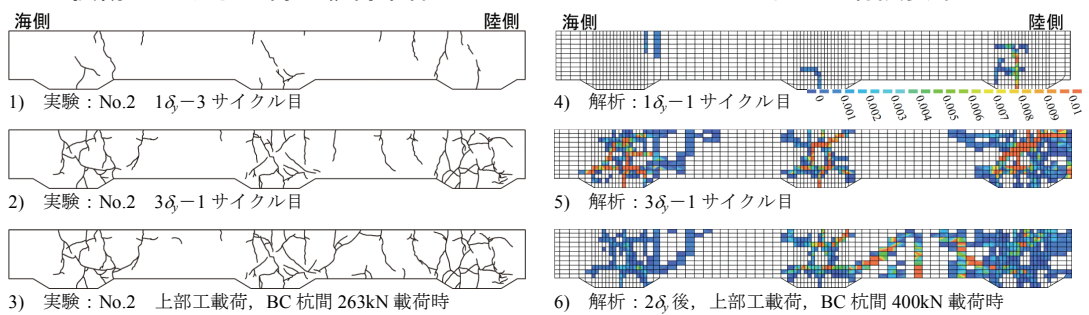 海側 陸側
1) 実験：No.2 1δy－3 サイクル目
2) 実験：No.2 3δy－1 サイクル目
3) 実験：No.2 上部工載荷，BC 杭間 263kN 載荷時
海側 陸側
0 0.001 0.002 0.003 0.004 0.005 0.006 0.007 0.008 0.009 0.01
4) 解析：1δy－1 サイクル目
5) 解析：3δy－1 サイクル目
6) 解析：2δy後，上部工載荷，BC 杭間 400kN 載荷時